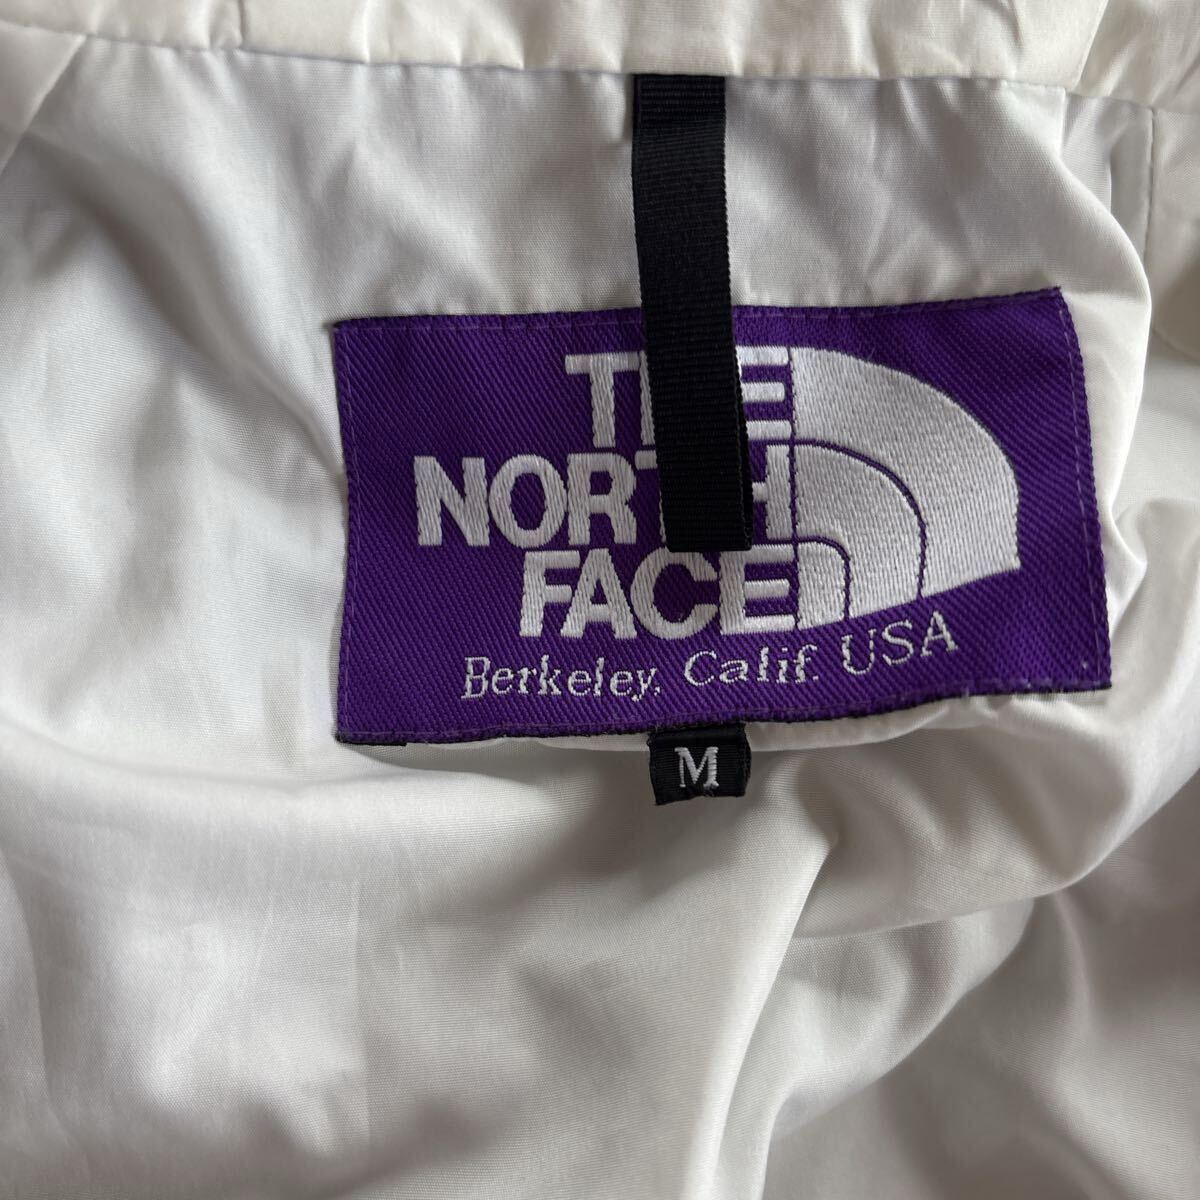 THE
NORTH
FACE
Berkeley, Calif. USA
M